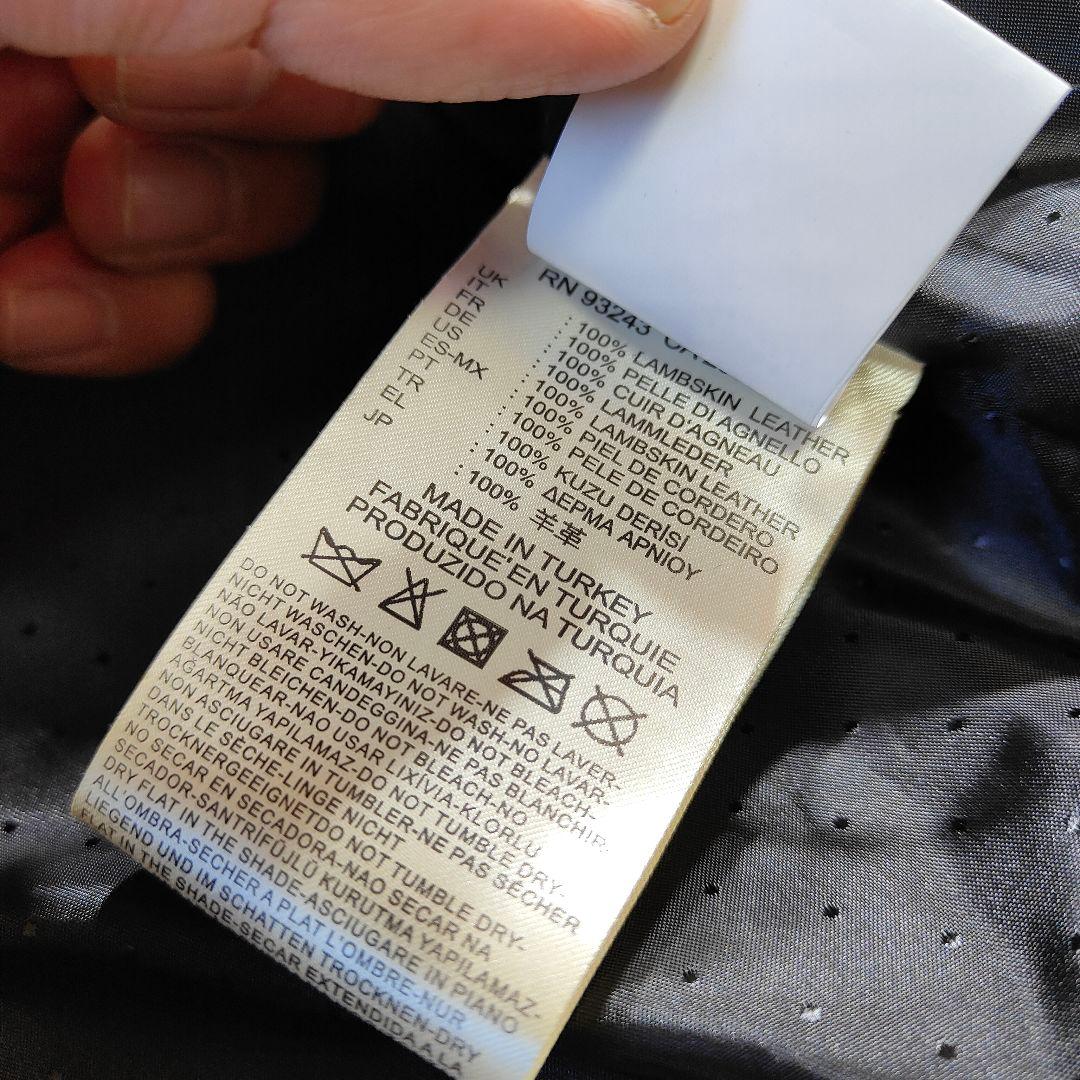 RN 93243
UK : 100% LAMBSKIN LEATHER
IT : 100% PELLE DI AGNELLO
FR : 100% CUIR D'AGNEAU
DE : 100% LAMMLEDER
US : 100% LAMBSKIN LEATHER
ES-MX : 100% PIEL DE CORDERO
PT : 100% PELE DE CORDEIRO
TR : 100% KUZU DERISI
EL : 100% ΔΕΡΜΑ ΑΡΝΙΟΥ
JP : 100% 羊革
MADE IN TURKEY
FABRIQUE'EN TURQUIE
PRODUZIDO NA TURQUIA
DO NOT WASH-NON LAVARE-NE PAS LAVER
NICHT WASCHEN-DO NOT WASH-NO LAVAR-
NÃO LAVAR-YIKAMAYINIZ-DO NOT BLEACH-
NON USARE CANDEGGINA-NE PAS BLANCHIR-
NICHT BLEICHEN-DO NOT BLEACH-NO
BLANQUEAR-NAO USAR LIXÍVIA-KLORLU
AGARTMA YAPILAMAZ-DO NOT TUMBLE DRY-
NON ASCIUGARE IN TUMBLER-NE PAS SÉCHER
DANS LE SÈCHE-LINGE NICHT
TROCKNERGEEIGNETDO NOT TUMBLE DRY-
NO SECAR EN SECADORA-NAO SECAR NA
SECADOR-SANTRİFÜJLÜ KURUTMA YAPILAMAZ-
DRY FLAT IN THE SHADE-ASCIUGARE IN PIANO
ALL'OMBRA-SECHER A PLAT L'OMBRE-NUR
LIEGEND UND IM SCHATTEN TROCKNEN-DRY
FLAT IN THE SHADE-SECAR EXTENDIDA A LA